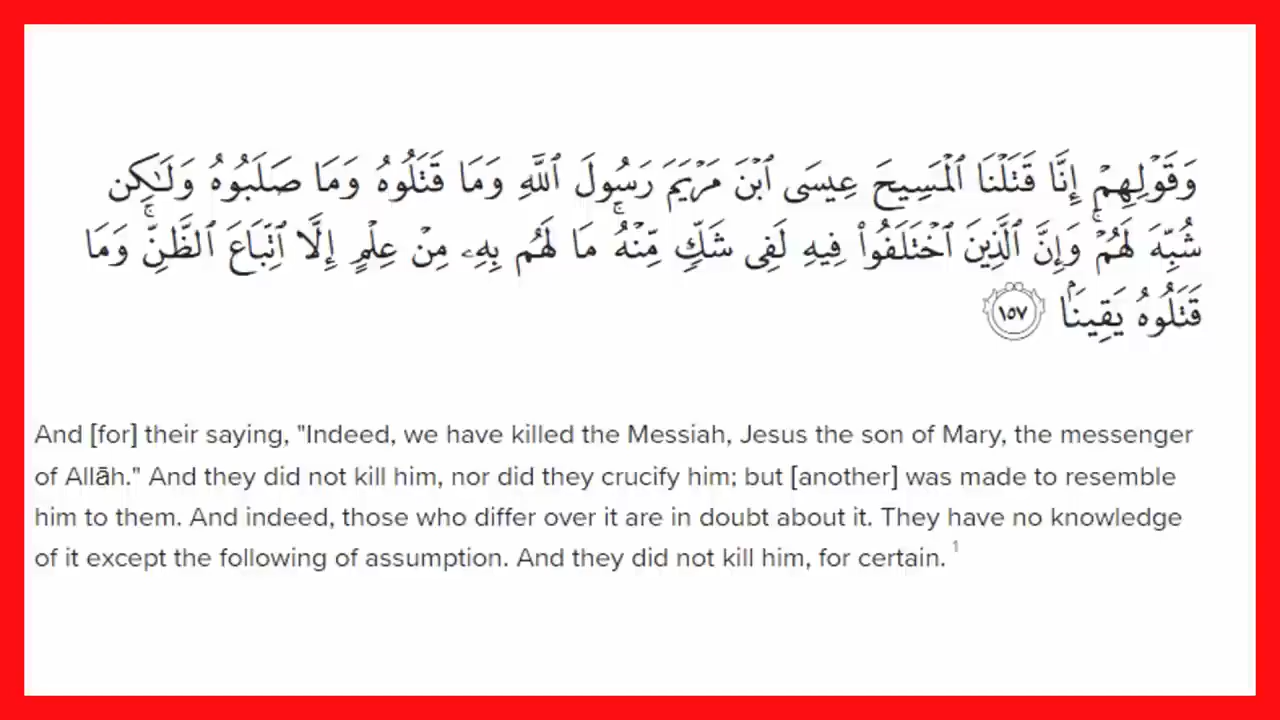 وَقَوْلِهِمْ إِنَّا قَتَلْنَا ٱلْمَسِيحَ عِيسَى ٱبْنَ مَرْيَمَ رَسُولَ ٱللَّهِ وَمَا قَتَلُوهُ وَمَا صَلَبُوهُ وَلَـٰكِن
شُبِّهَ لَهُمْ ۚ وَإِنَّ ٱلَّذِينَ ٱخْتَلَفُوا۟ فِيهِ لَفِى شَكٍّ مِّنْهُ ۚ مَا لَهُم بِهِۦ مِنْ عِلْمٍ إِلَّا ٱتِّبَاعَ ٱلظَّنِّ ۚ وَمَا
قَتَلُوهُ يَقِينًۢا ١٥٧
And [for] their saying, "Indeed, we have killed the Messiah, Jesus the son of Mary, the messenger
of Allāh." And they did not kill him, nor did they crucify him; but [another] was made to resemble
him to them. And indeed, those who differ over it are in doubt about it. They have no knowledge
of it except the following of assumption. And they did not kill him, for certain. 1